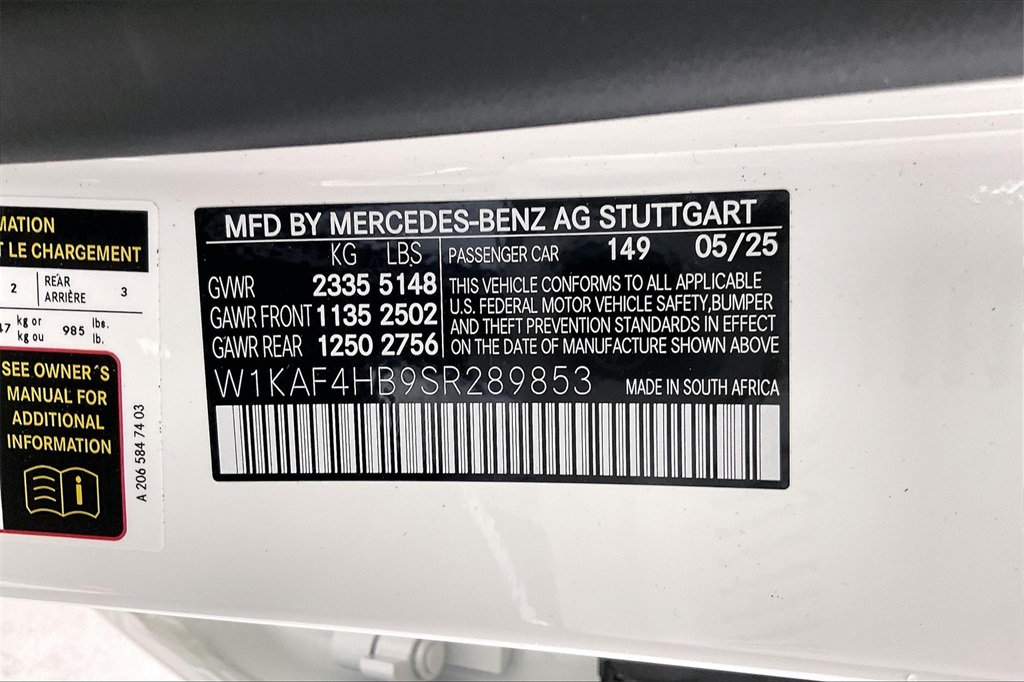 MATION
T LE CHARGEMENT
2 REAR ARRIÈRE 3
47 kg or kg ou 985 lbs. lb.
SEE OWNER´S
MANUAL FOR
ADDITIONAL
INFORMATION
i
A 206 584 74 03
MFD BY MERCEDES-BENZ AG STUTTGART
KG LBS
GVWR 2335 5148
GAWR FRONT 1135 2502
GAWR REAR 1250 2756
PASSENGER CAR 149 05/25
THIS VEHICLE CONFORMS TO ALL APPLICABLE
U.S. FEDERAL MOTOR VEHICLE SAFETY,BUMPER
AND THEFT PREVENTION STANDARDS IN EFFECT
ON THE DATE OF MANUFACTURE SHOWN ABOVE
W1KAF4HB9SR289853 MADE IN SOUTH AFRICA